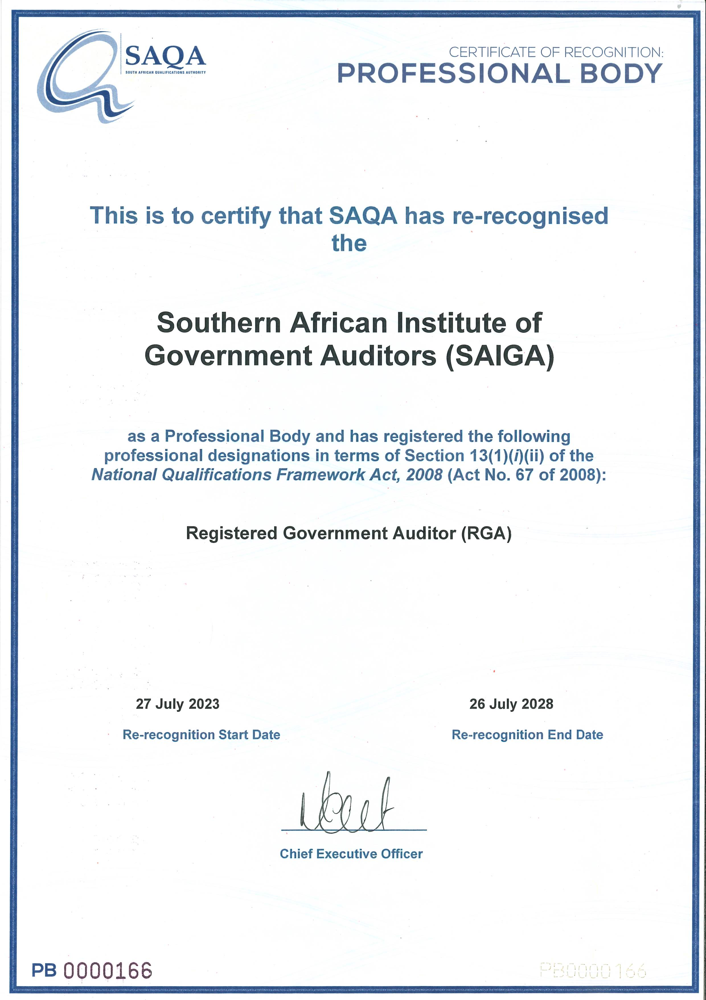 SAQA
SOUTH AFRICAN QUALIFICATIONS AUTHORITY
CERTIFICATE OF RECOGNITION:
PROFESSIONAL BODY
This is to certify that SAQA has re-recognised
the
Southern African Institute of
Government Auditors (SAIGA)
as a Professional Body and has registered the following
professional designations in terms of Section 13(1)(i)(ii) of the
National Qualifications Framework Act, 2008 (Act No. 67 of 2008):
Registered Government Auditor (RGA)
27 July 2023
26 July 2028
Re-recognition Start Date
Re-recognition End Date
Chief Executive Officer
PB 0000166
PB0000166